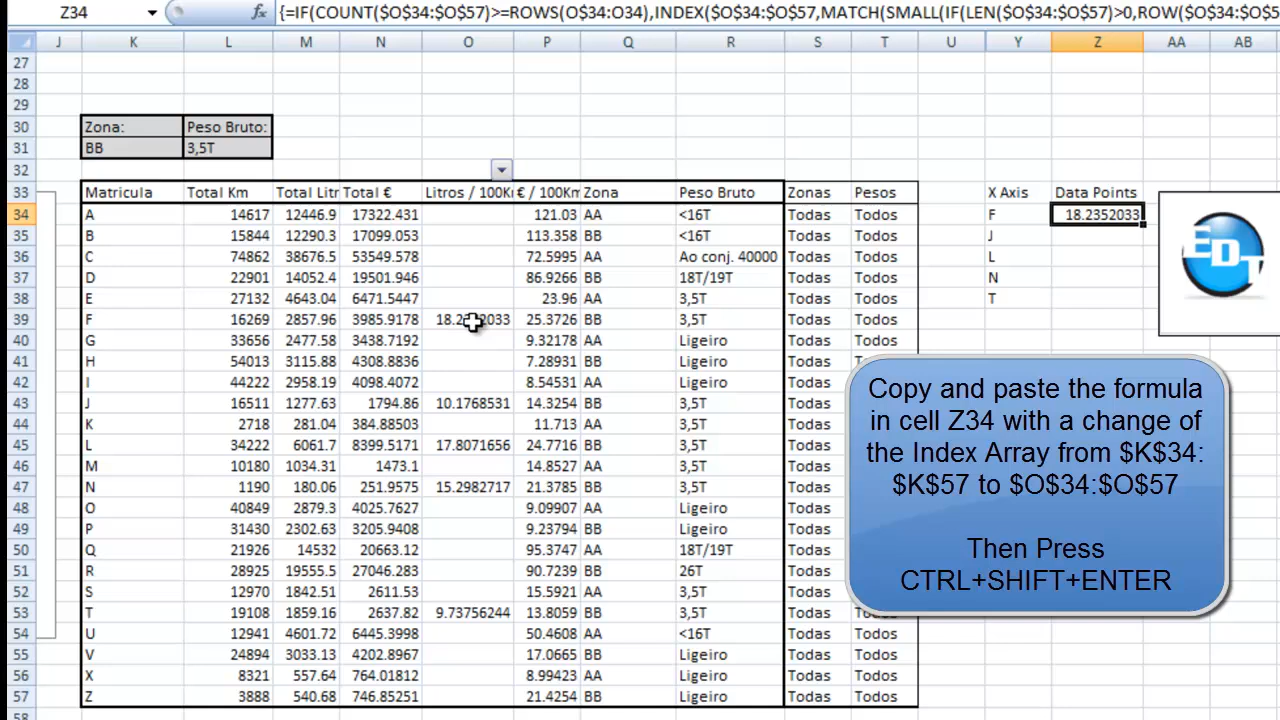 Z34 fx {=IF(COUNT($O$34:$O$57)>=ROWS(O$34:O34),INDEX($O$34:$O$57,MATCH(SMALL(IF(LEN($O$34:$O$57)>0,ROW($O$34:$O$5
J K L M N O P Q R S T U Y Z AA AB
27
28
29
30 Zona: Peso Bruto:
31 BB 3,5T
32
33 Matricula Total Km Total Litr Total € Litros / 100K € / 100Km Zona Peso Bruto Zonas Pesos X Axis Data Points
34 A 14617 12446.9 17322.431 121.03 AA <16T Todas Todos F 18.2352033
35 B 15844 12290.3 17099.053 113.358 BB <16T Todas Todos J
36 C 74862 38676.5 53549.578 72.5995 AA Ao conj. 40000 Todas Todos L
37 D 22901 14052.4 19501.946 86.9266 BB 18T/19T Todas Todos N
38 E 27132 4643.04 6471.5447 23.96 AA 3,5T Todas Todos T
39 F 16269 2857.96 3985.9178 25.3726 BB 3,5T Todas Todos
40 G 33656 2477.58 3438.7192 9.32178 AA Ligeiro Todas Todos
41 H 54013 3115.88 4308.8836 7.28931 BB Ligeiro Todas
42 I 44222 2958.19 4098.4072 8.54531 AA Ligeiro Todas
43 J 16511 1277.63 1794.86 10.1768531 14.3254 BB 3,5T Todas
44 K 2718 281.04 384.88503 11.713 AA 3,5T Todas
45 L 34222 6061.7 8399.5171 17.8071656 24.7716 BB 3,5T Todas
46 M 10180 1034.31 1473.1 14.8527 AA 3,5T Todas
47 N 1190 180.06 251.9575 15.2982717 21.3785 BB 3,5T Todas
48 O 40849 2879.3 4025.7627 9.09907 AA Ligeiro Todas
49 P 31430 2302.63 3205.9408 9.23794 BB Ligeiro Todas
50 Q 21926 14532 20663.12 95.3747 AA 18T/19T Todas
51 R 28925 19555.5 27046.283 90.7239 BB 26T Todas
52 S 12970 1842.51 2611.53 15.5921 AA 3,5T Todas
53 T 19108 1859.16 2637.82 9.73756244 13.8059 BB 3,5T Todas
54 U 12941 4601.72 6445.3998 50.4608 AA <16T Todas Todos
55 V 24894 3033.13 4202.8967 17.0665 BB Ligeiro Todas Todos
56 X 8321 557.64 764.01812 8.99423 AA Ligeiro Todas Todos
57 Z 3888 540.68 746.85251 21.4254 BB Ligeiro Todas Todos
58
EDT
Copy and paste the formula
in cell Z34 with a change of
the Index Array from $K$34:
$K$57 to $O$34:$O$57
Then Press
CTRL+SHIFT+ENTER